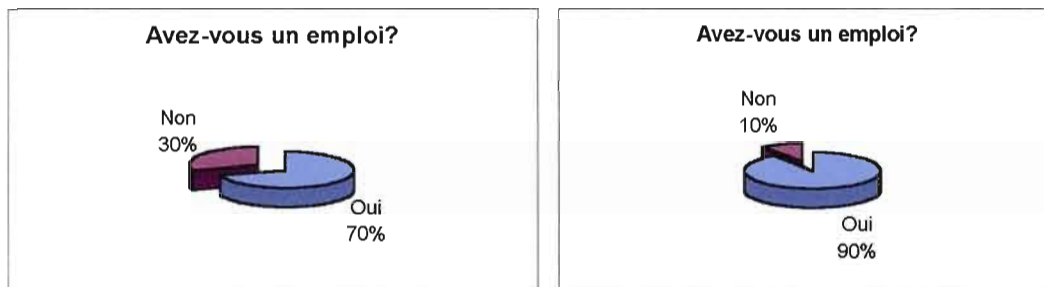 Avez-vous un emploi?
Non
30%
Oui
70%
Avez-vous un emploi?
Non
10%
Oui
90%